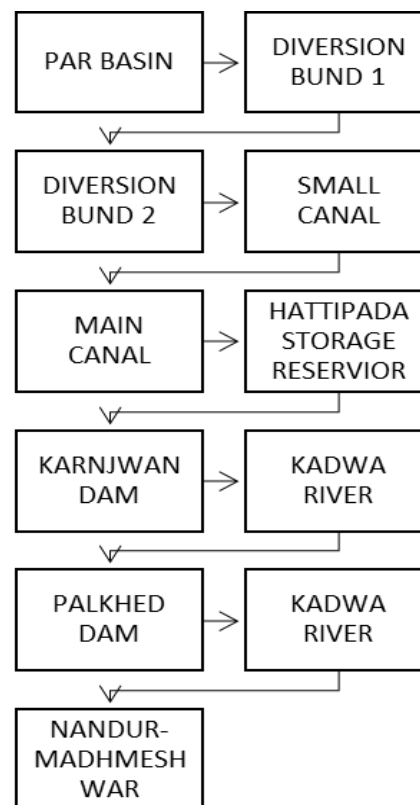 PAR BASIN
DIVERSION
BUND 1
DIVERSION
BUND 2
SMALL
CANAL
MAIN
CANAL
HATTIPADA
STORAGE
RESERVIOR
KARNJWAN
DAM
KADWA
RIVER
PALKHED
DAM
KADWA
RIVER
NANDUR-
MADHMESH
WAR